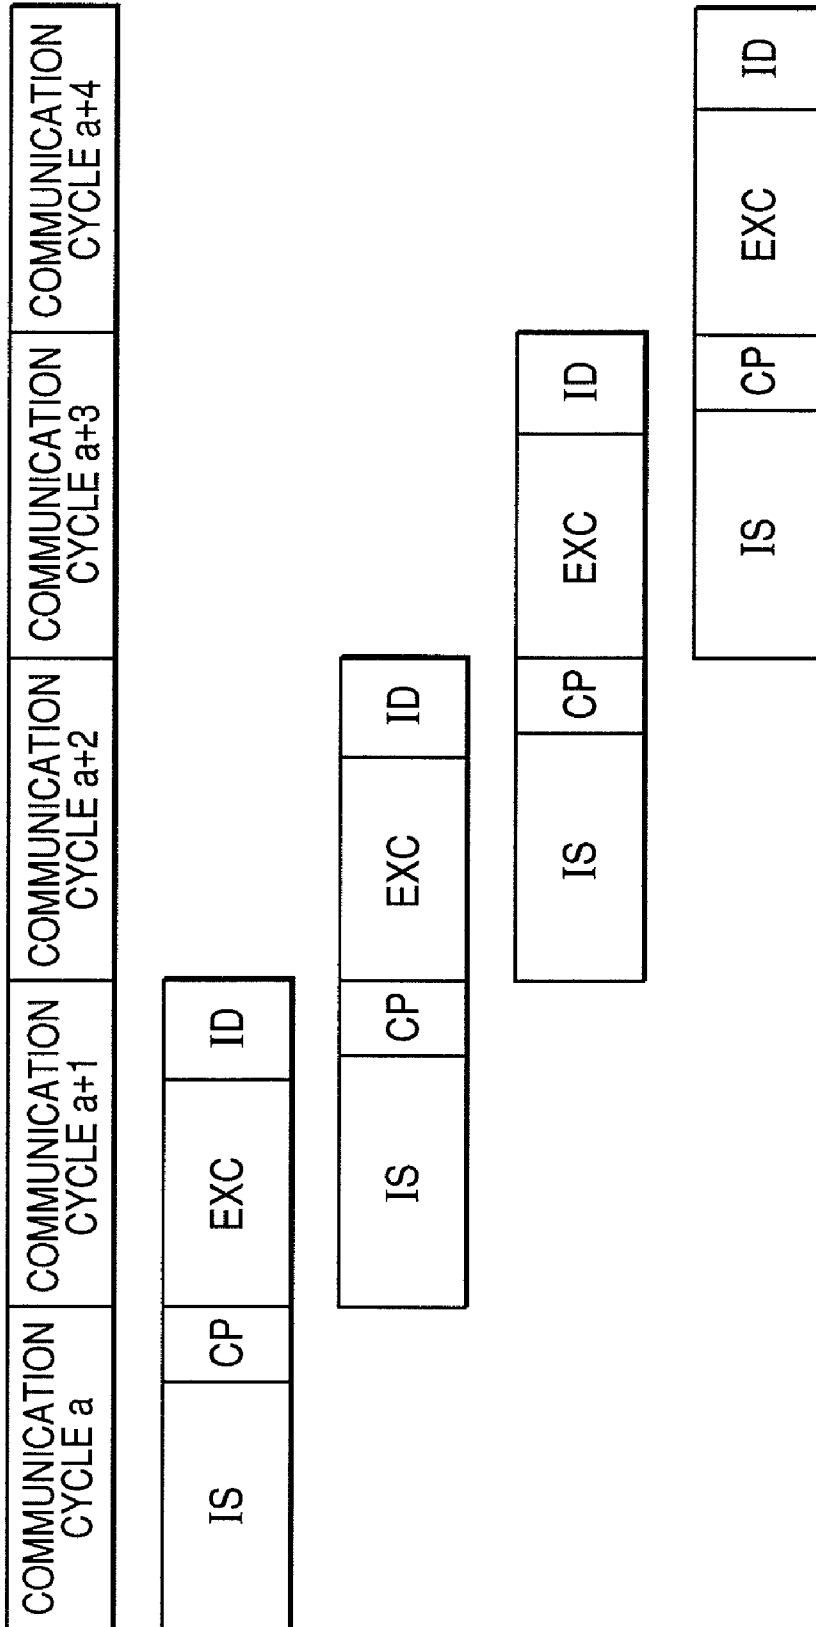 COMMUNICATION
CYCLE a
COMMUNICATION
CYCLE a+1
COMMUNICATION
CYCLE a+2
COMMUNICATION
CYCLE a+3
COMMUNICATION
CYCLE a+4
IS
CP
EXC
ID
IS
CP
EXC
ID
IS
CP
EXC
ID
IS
CP
EXC
ID